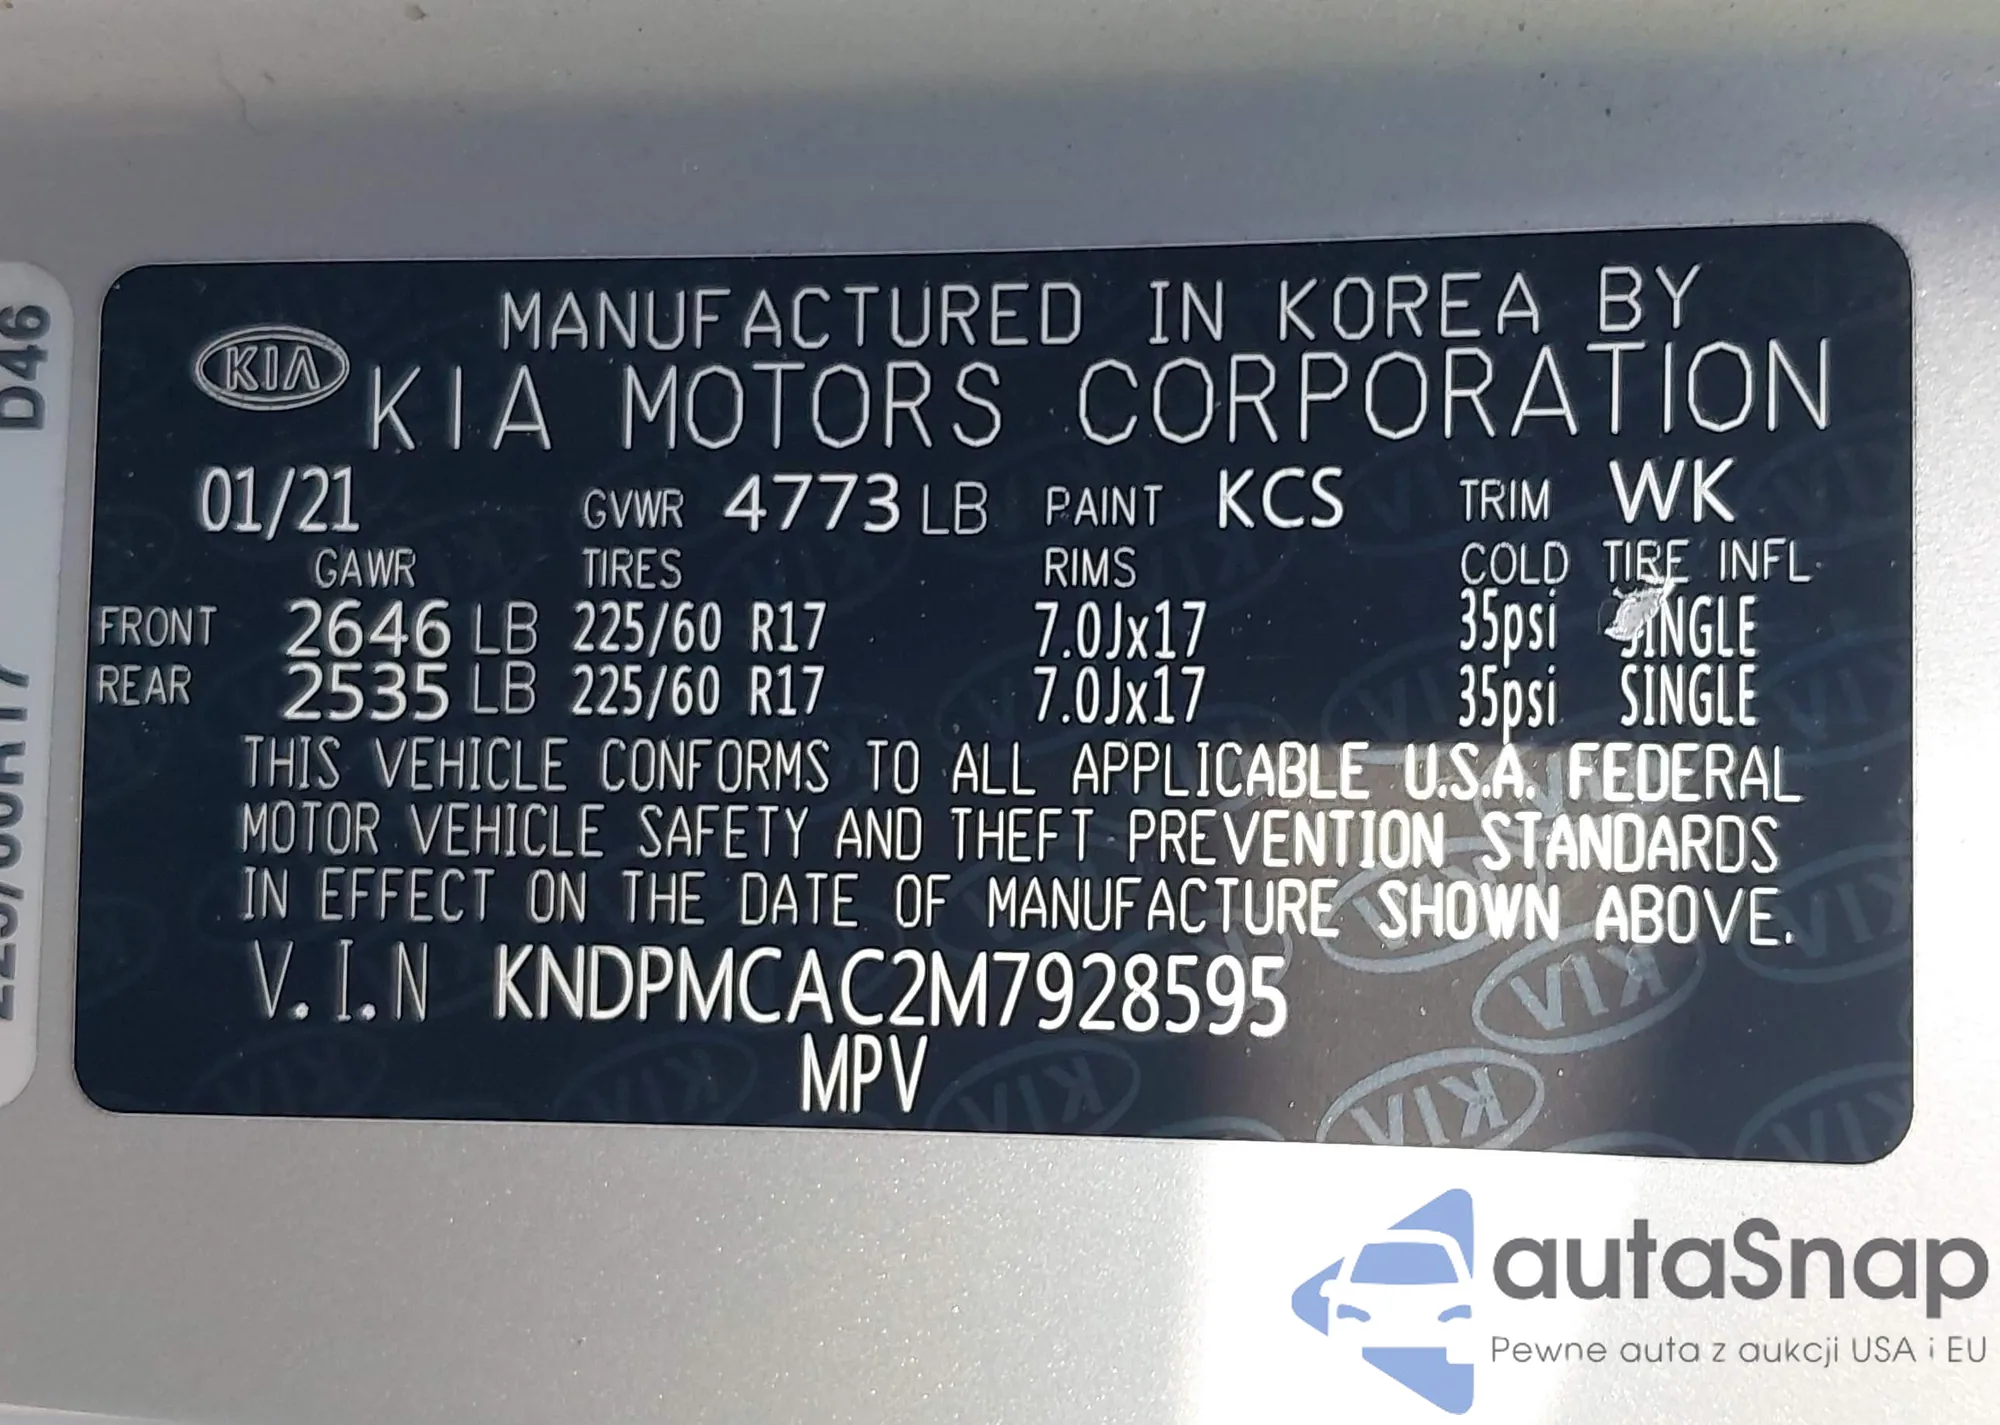 D46
KIA
MANUFACTURED IN KOREA BY
KIA MOTORS CORPORATION
01/21 GVWR 4773 LB PAINT KCS TRIM WK
GAWR TIRES RIMS COLD TIRE INFL
FRONT 2646 LB 225/60 R17 7.0Jx17 35psi SINGLE
REAR 2535 LB 225/60 R17 7.0Jx17 35psi SINGLE
THIS VEHICLE CONFORMS TO ALL APPLICABLE U.S.A. FEDERAL
MOTOR VEHICLE SAFETY AND THEFT PREVENTION STANDARDS
IN EFFECT ON THE DATE OF MANUFACTURE SHOWN ABOVE.
V.I.N KNDPMCAC2M7928595
MPV
autaSnap
Pewne auta z aukcji USA i EU